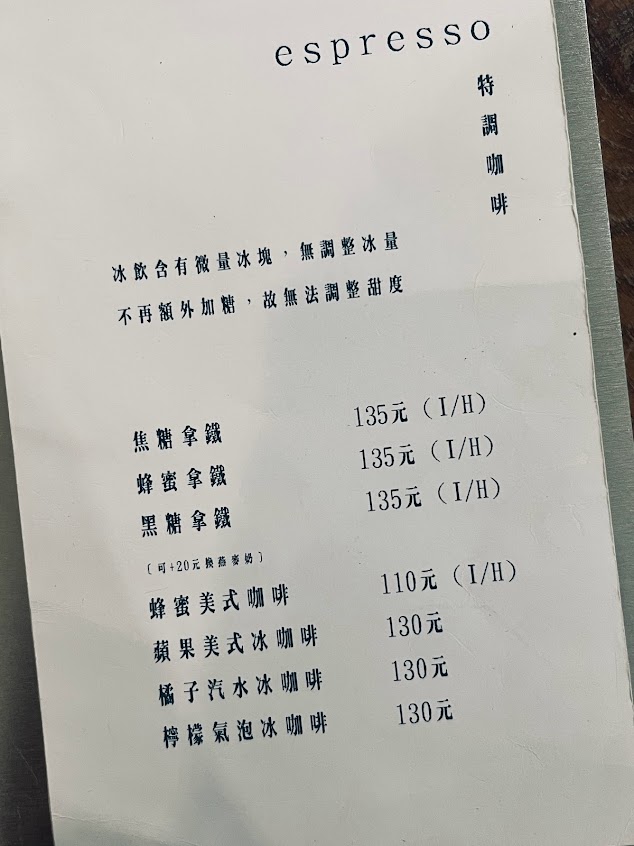 espresso
特調咖啡
冰飲含有微量冰塊，無調整冰量
不再額外加糖，故無法調整甜度
焦糖拿鐵 135元（I/H）
蜂蜜拿鐵 135元（I/H）
黑糖拿鐵 135元（I/H）
〔可+20元換燕麥奶〕
蜂蜜美式咖啡 110元（I/H）
蘋果美式冰咖啡 130元
橘子汽水冰咖啡 130元
檸檬氣泡冰咖啡 130元